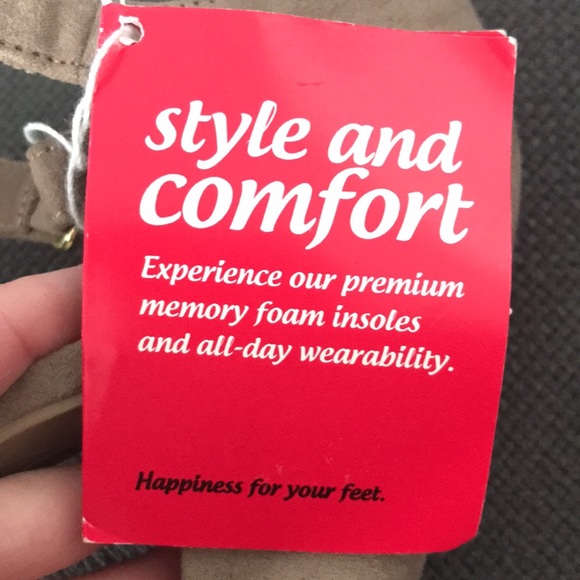 style and
comfort
Experience our premium
memory foam insoles
and all-day wearability.
Happiness for your feet.